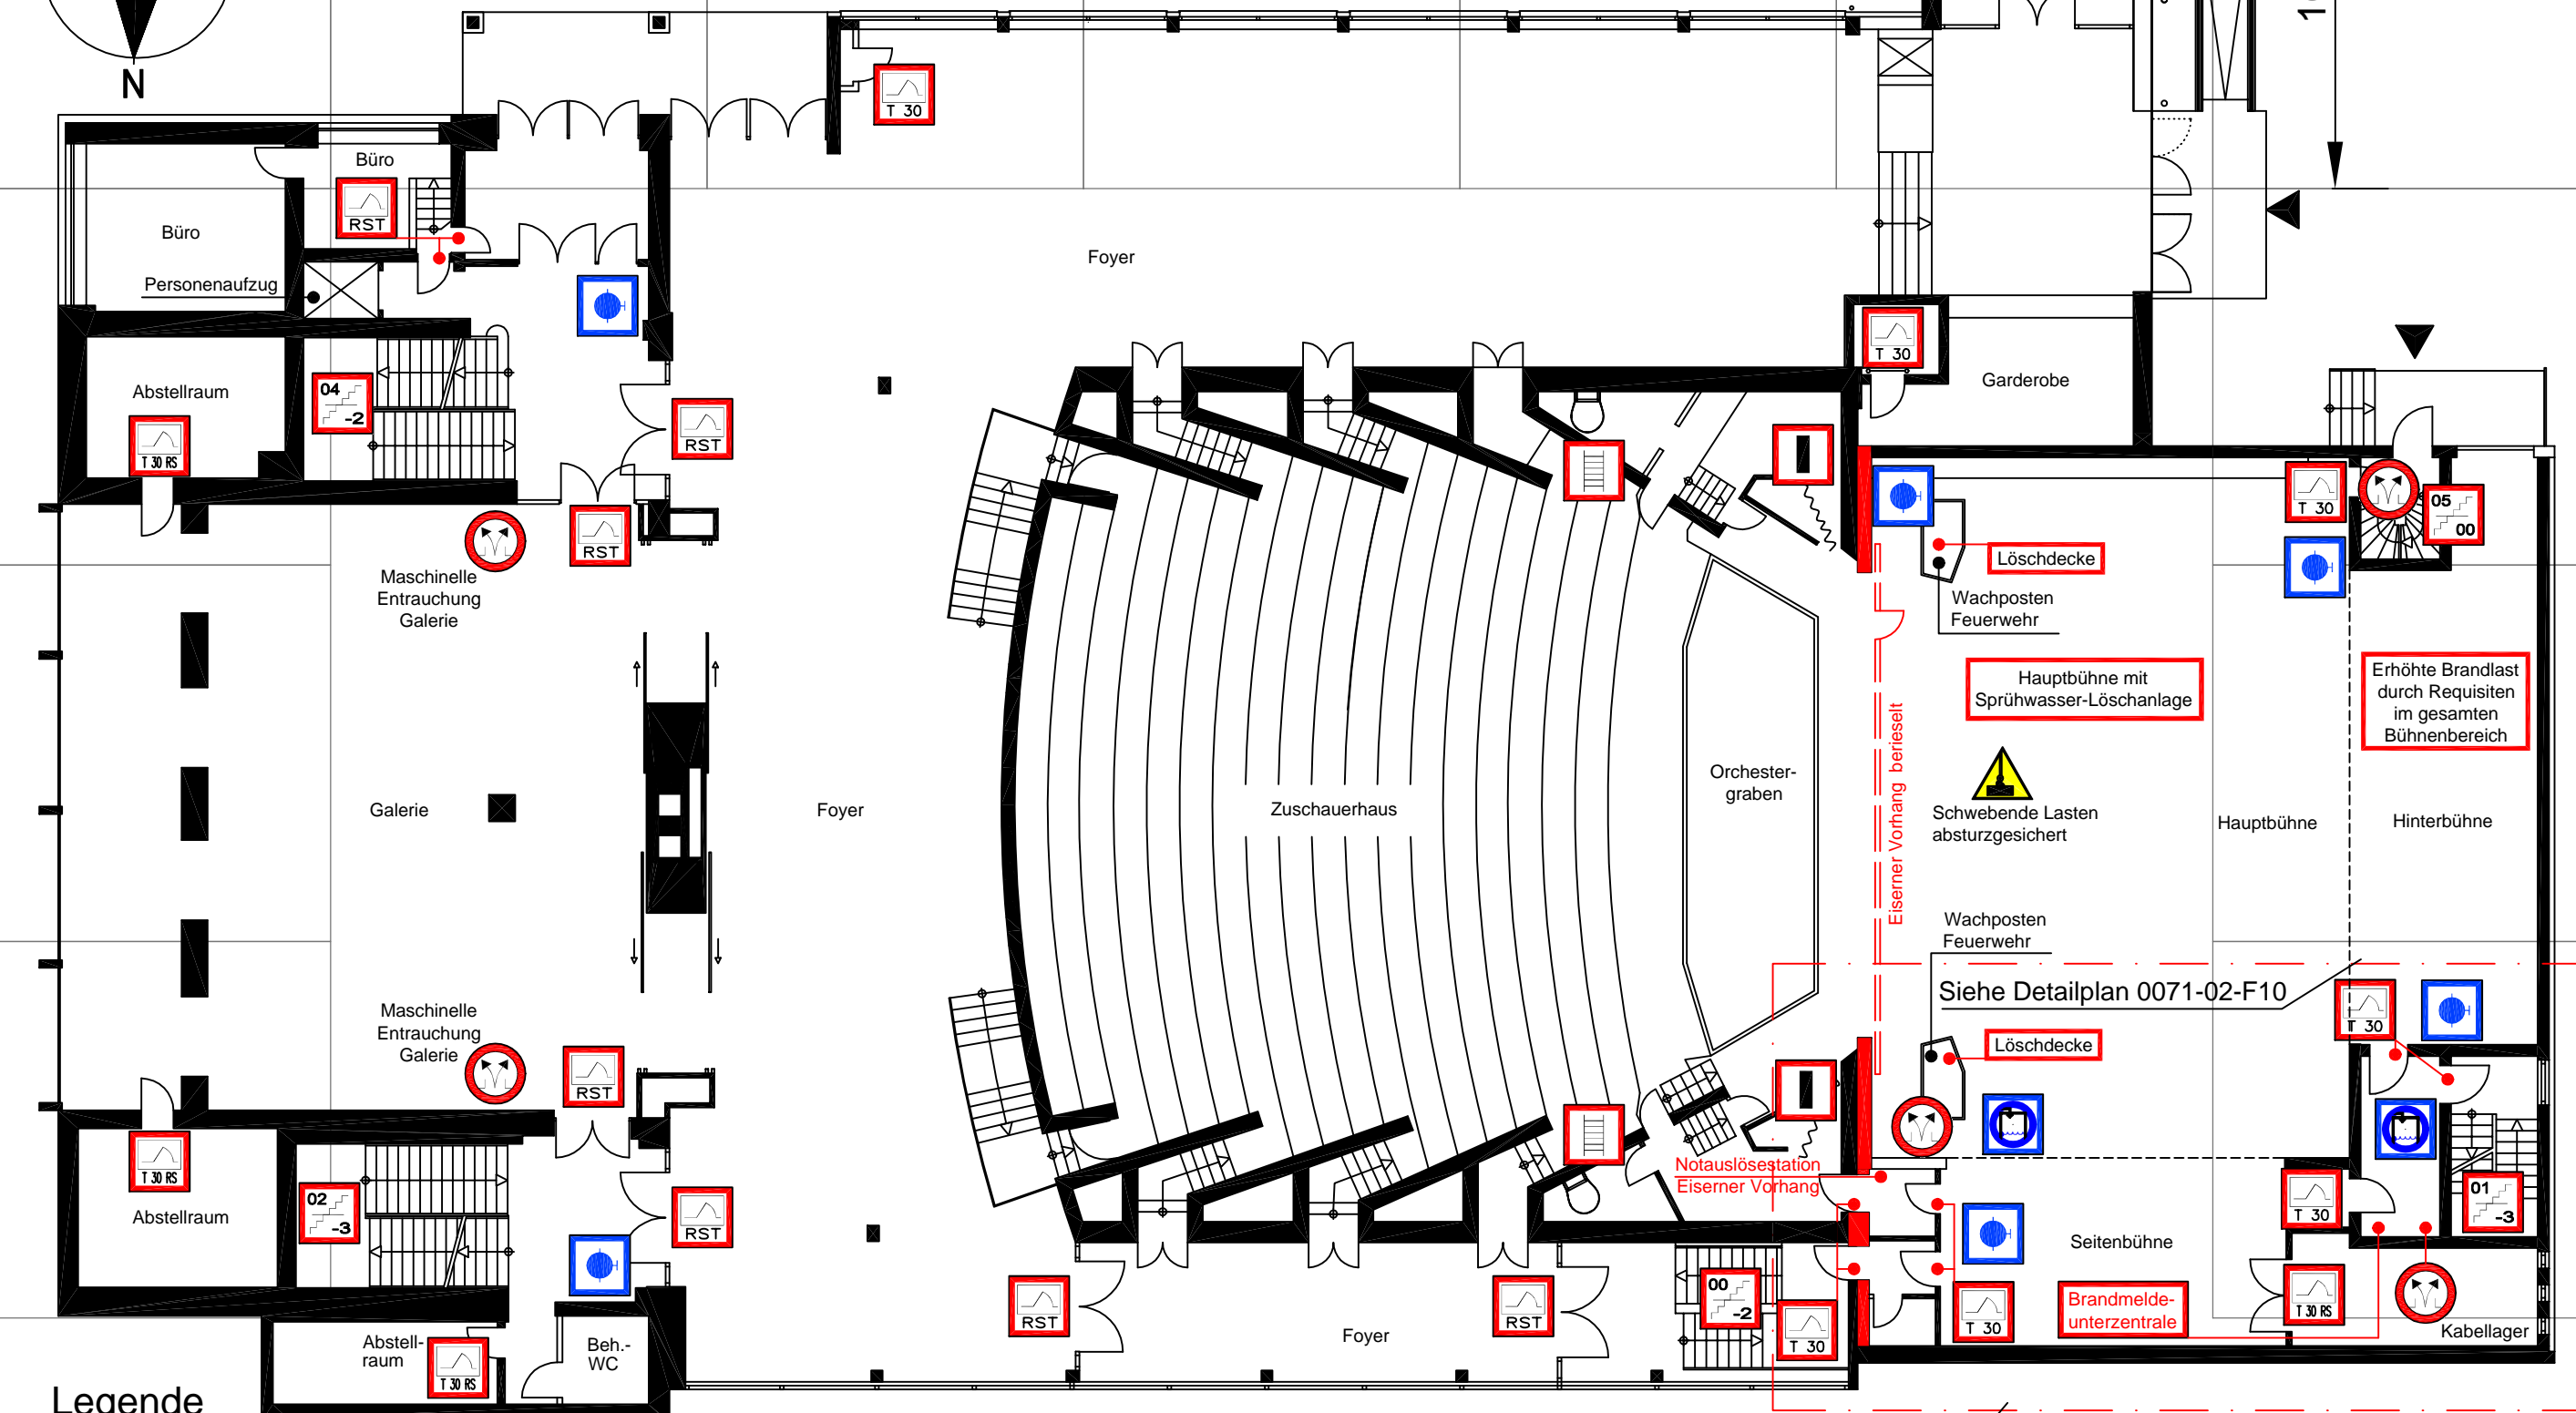 N
T 30
Büro
RST
Büro
Personenaufzug
Foyer
T 30
Abstellraum
04
-2
T 30 RS
RST
Garderobe
RST
T 30
05
00
Löschdecke
Wachposten
Feuerwehr
Maschinelle
Entrauchung
Galerie
Hauptbühne mit
Sprühwasser-Löschanlage
Erhöhte Brandlast
durch Requisiten
im gesamten
Bühnenbereich
Eiserner Vorhang berieselt
Orchester-
graben
Galerie
Foyer
Zuschauerhaus
Schwebende Lasten
absturzgesichert
Hauptbühne
Hinterbühne
Wachposten
Feuerwehr
Siehe Detailplan 0071-02-F10
Maschinelle
Entrauchung
Galerie
T 30
Löschdecke
RST
T 30 RS
Notauslösestation
Eiserner Vorhang
Abstellraum
02
-3
RST
T 30
01
-3
Seitenbühne
RST
RST
00
-2
T 30
T 30
Brandmelde-
unterzentrale
T 30 RS
Kabellager
Foyer
Abstell-
raum
T 30 RS
Beh.-
WC
Legende